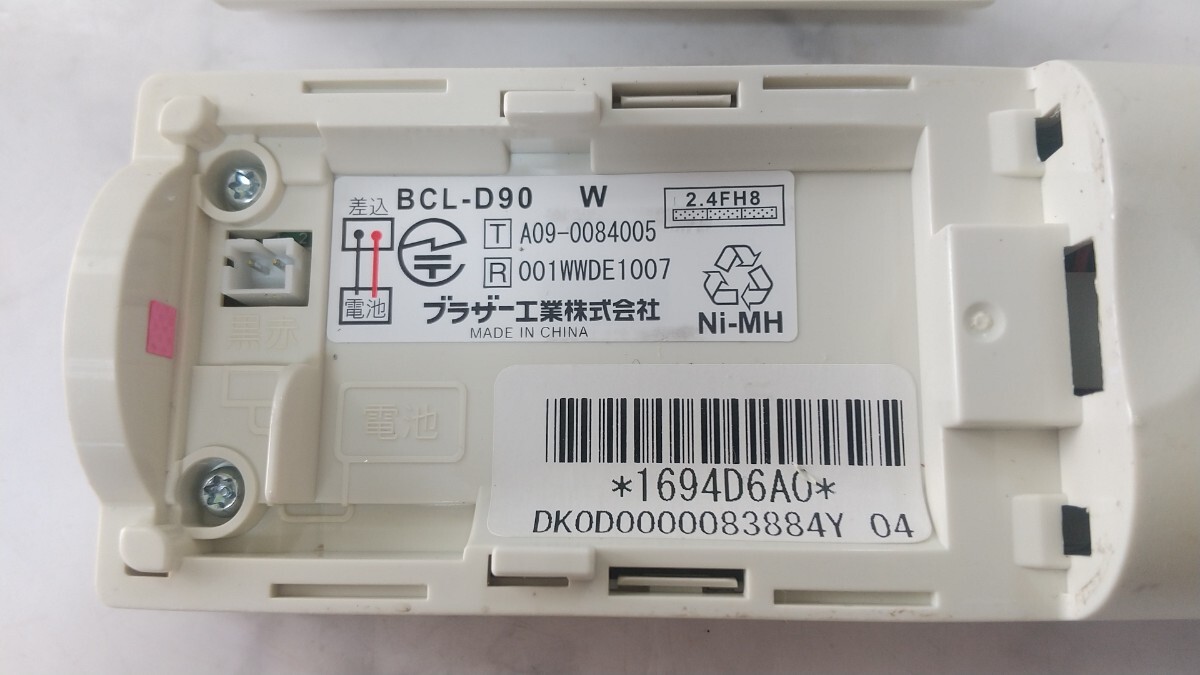 差込
BCL-D90 W
2.4FH8
T A09-0084005
R 001WWDE1007
電池
ブラザー工業株式会社
MADE IN CHINA
Ni-MH
黒赤
電池
*1694D6A0*
DK0D0000083884Y 04